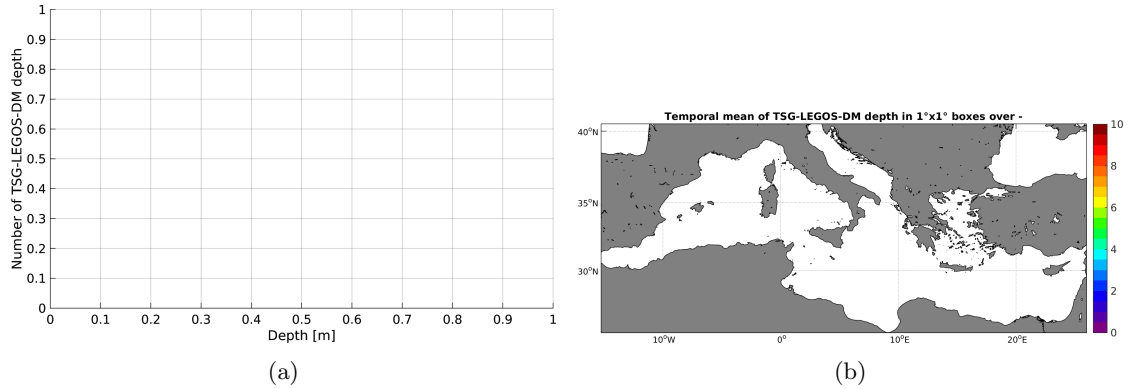 1
0.9
0.8
0.7
0.6
0.5
0.4
0.3
0.2
0.1
0
Number of TSG-LEGOS-DM depth
0 0.1 0.2 0.3 0.4 0.5 0.6 0.7 0.8 0.9 1
Depth [m]
(a)
Temporal mean of TSG-LEGOS-DM depth in 1°x1° boxes over -
40°N
35°N
30°N
10°W 0° 10°E 20°E
10
8
6
4
2
0
(b)